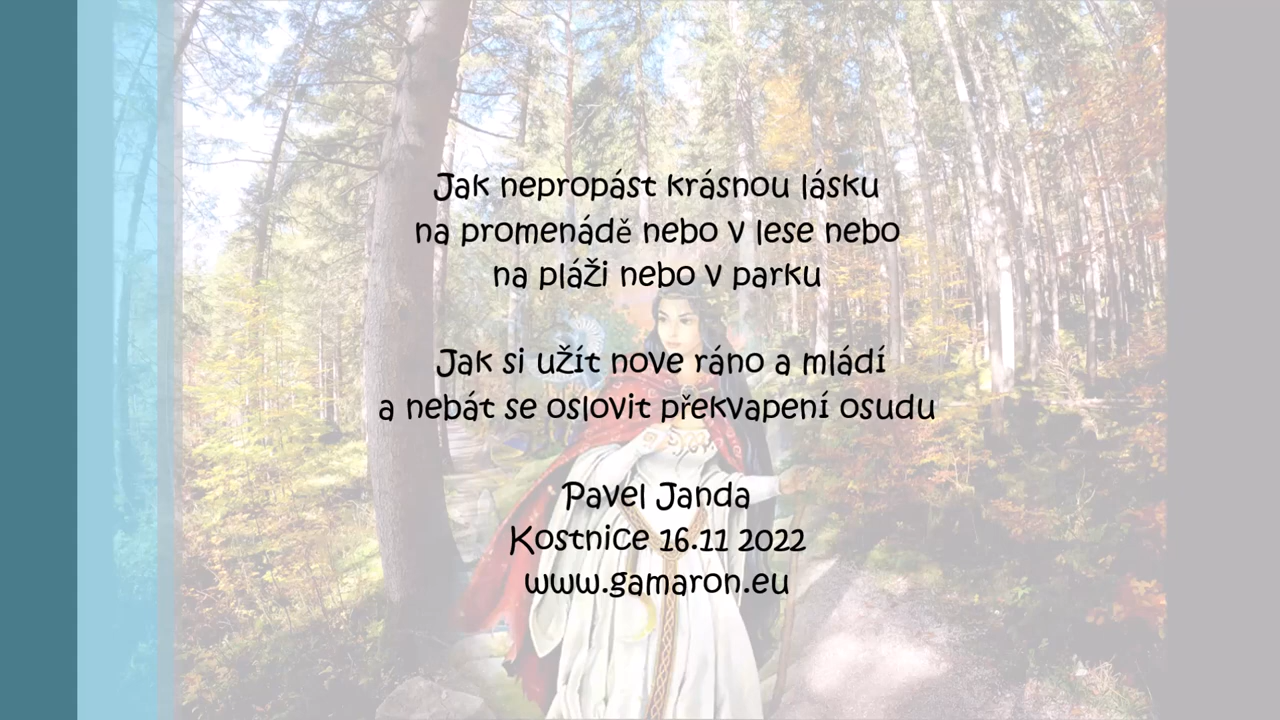 Jak nepropást krásnou lásku
na promenádě nebo v lese nebo
na pláži nebo v parku
Jak si užít nove ráno a mládí
a nebát se oslovit překvapení osudu
Pavel Janda
Kostnice 16.11 2022
www.gamaron.eu